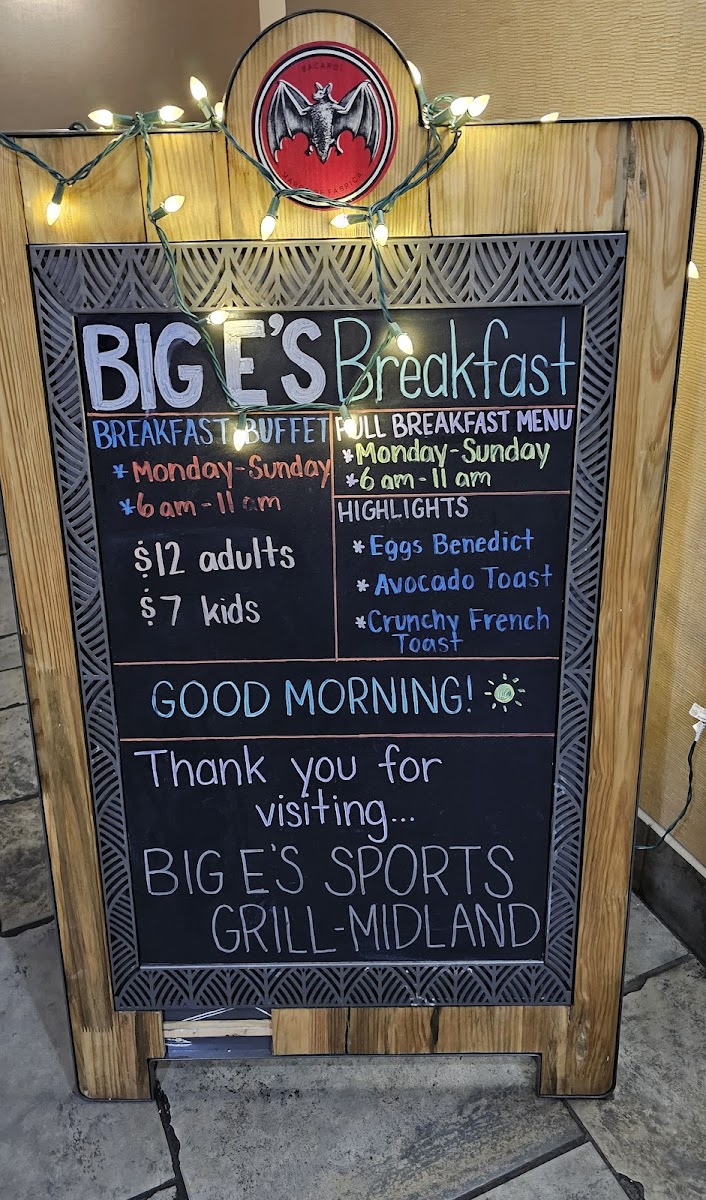 BACARDI
BIG E'S Breakfast
BREAKFAST BUFFET
* Monday-Sunday
* 6 am - 11 am
$12 adults
$7 kids
FULL BREAKFAST MENU
* Monday-Sunday
* 6 am - 11 am
HIGHLIGHTS
* Eggs Benedict
* Avocado Toast
* Crunchy French
Toast
GOOD MORNING!
Thank you for
visiting...
BIG E'S SPORTS
GRILL-MIDLAND